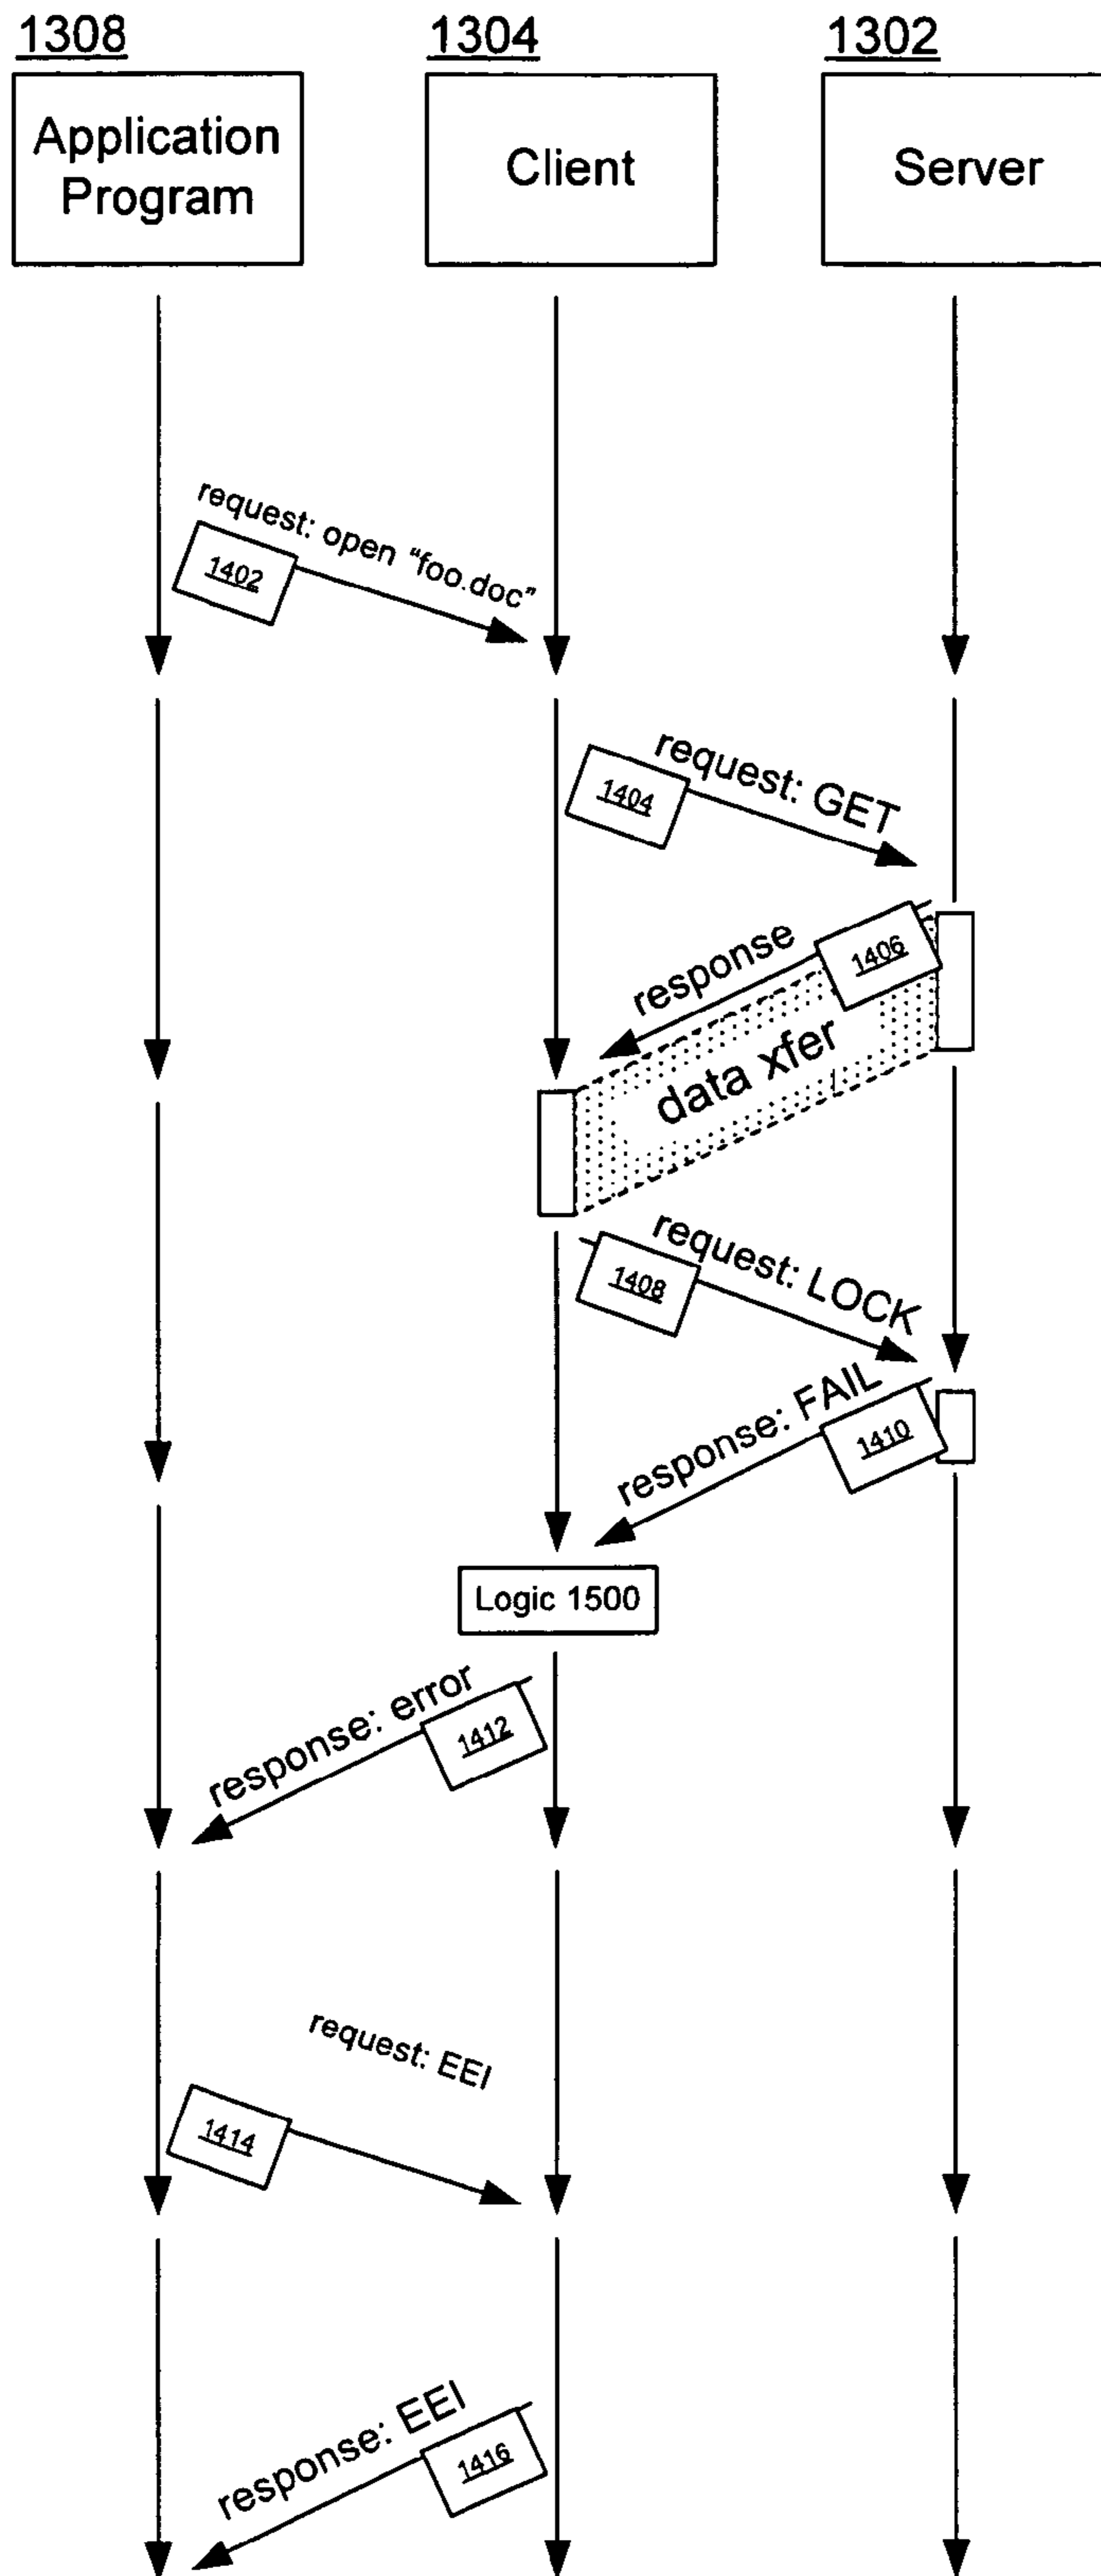 1308
1304
1302
Application
Program
Client
Server
request: open “foo.doc”
1402
request: GET
1404
response
1406
data xfer
request: LOCK
1408
response: FAIL
1410
Logic 1500
response: error
1412
request: EEI
1414
response: EEI
1416